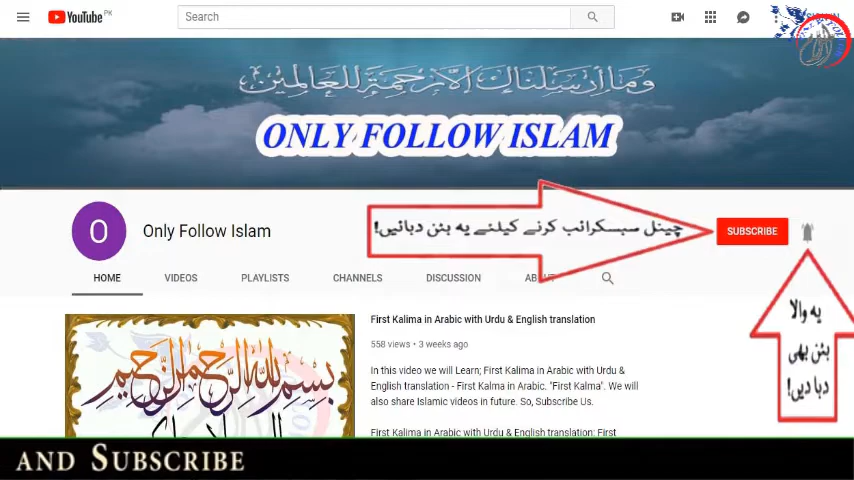 YouTube PK
Search
وما ارسلناك الا رحمة للعالمين
ONLY FOLLOW ISLAM
O
Only Follow Islam
چینل سبسکرائب کرنے کیلئے یہ بٹن دبائیں!
SUBSCRIBE
HOME
VIDEOS
PLAYLISTS
CHANNELS
DISCUSSION
یہ والا
بٹن بھی
دبا دیں!
First Kalima in Arabic with Urdu & English translation
558 views • 3 weeks ago
In this video we will Learn; First Kalima in Arabic with Urdu &
English translation - First Kalma in Arabic. "First Kalma". We will
also share Islamic videos in future. So, Subscribe Us.
First Kalima in Arabic with Urdu & English translation: First
بسم الله الرحمن الرحيم
AND SUBSCRIBE